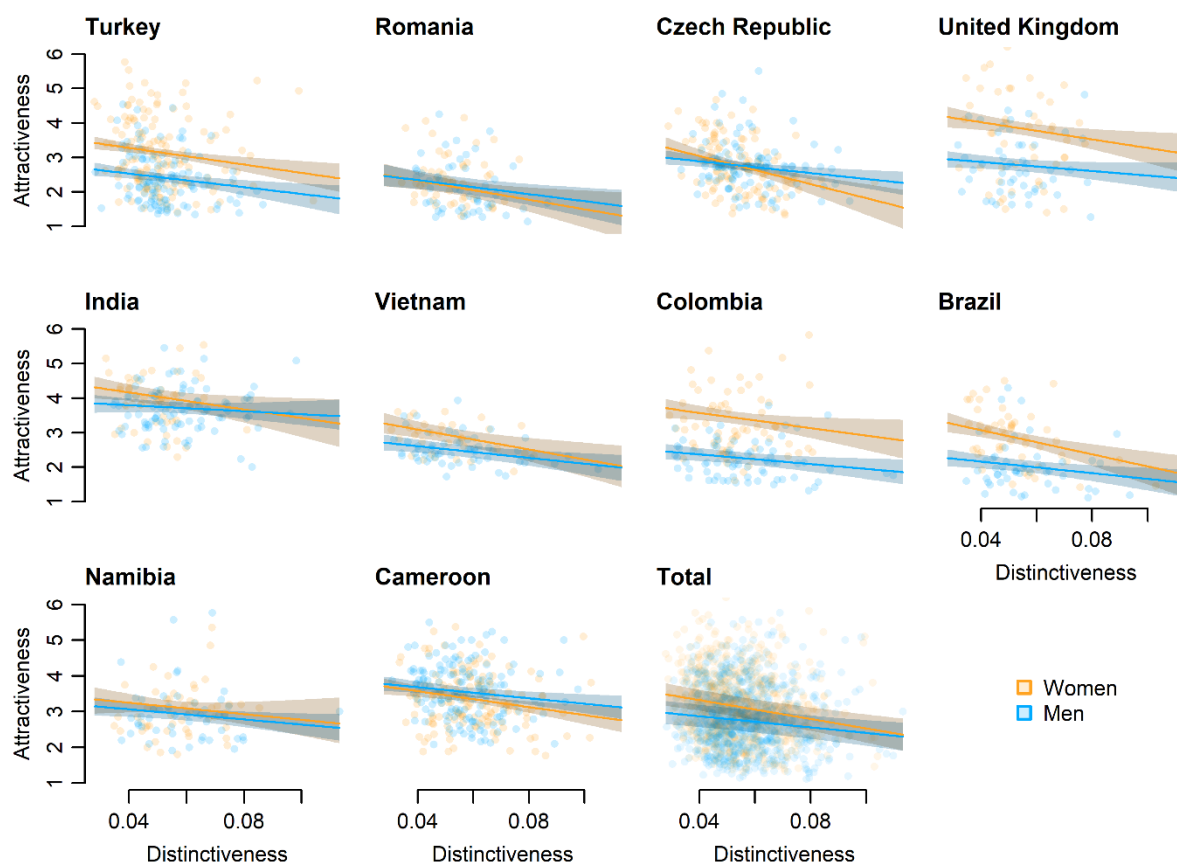 Turkey
Romania
Czech Republic
United Kingdom
Attractiveness
6
5
4
3
2
1
India
Vietnam
Colombia
Brazil
Attractiveness
6
5
4
3
2
1
0.04
0.08
Distinctiveness
Namibia
Cameroon
Total
Attractiveness
6
5
4
3
2
1
Women
Men
0.04
0.08
0.04
0.08
0.04
0.08
Distinctiveness
Distinctiveness
Distinctiveness